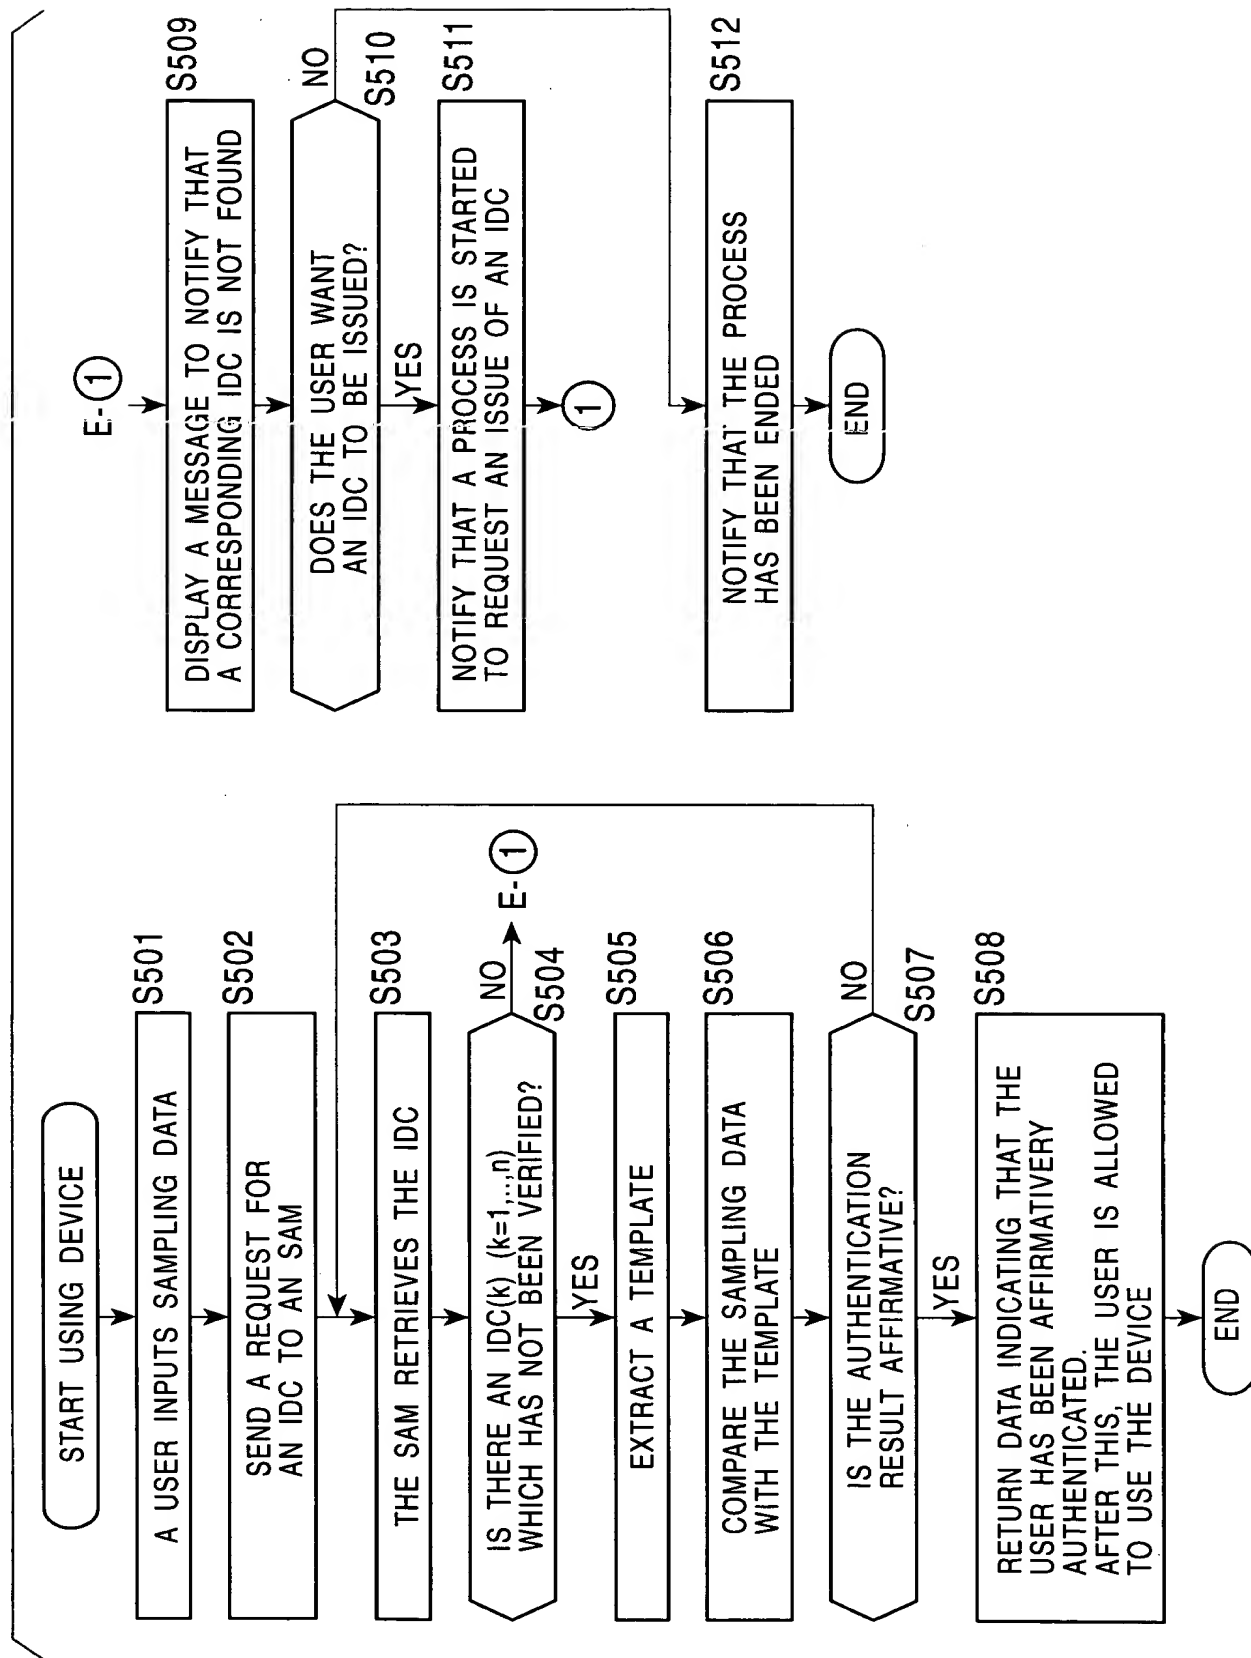 START USING DEVICE
A USER INPUTS SAMPLING DATA
S501
SEND A REQUEST FOR
AN IDC TO AN SAM
S502
THE SAM RETRIEVES THE IDC
S503
IS THERE AN IDC(k) (k=1,..,n)
WHICH HAS NOT BEEN VERIFIED?
NO
E-1
S504
YES
EXTRACT A TEMPLATE
S505
COMPARE THE SAMPLING DATA
WITH THE TEMPLATE
S506
IS THE AUTHENTICATION
RESULT AFFIRMATIVE?
NO
S507
YES
RETURN DATA INDICATING THAT THE
USER HAS BEEN AFFIRMATIVERY
AUTHENTICATED.
AFTER THIS, THE USER IS ALLOWED
TO USE THE DEVICE
S508
END
E-1
DISPLAY A MESSAGE TO NOTIFY THAT
A CORRESPONDING IDC IS NOT FOUND
S509
DOES THE USER WANT
AN IDC TO BE ISSUED?
NO
S510
YES
NOTIFY THAT A PROCESS IS STARTED
TO REQUEST AN ISSUE OF AN IDC
S511
1
NOTIFY THAT THE PROCESS
HAS BEEN ENDED
S512
END